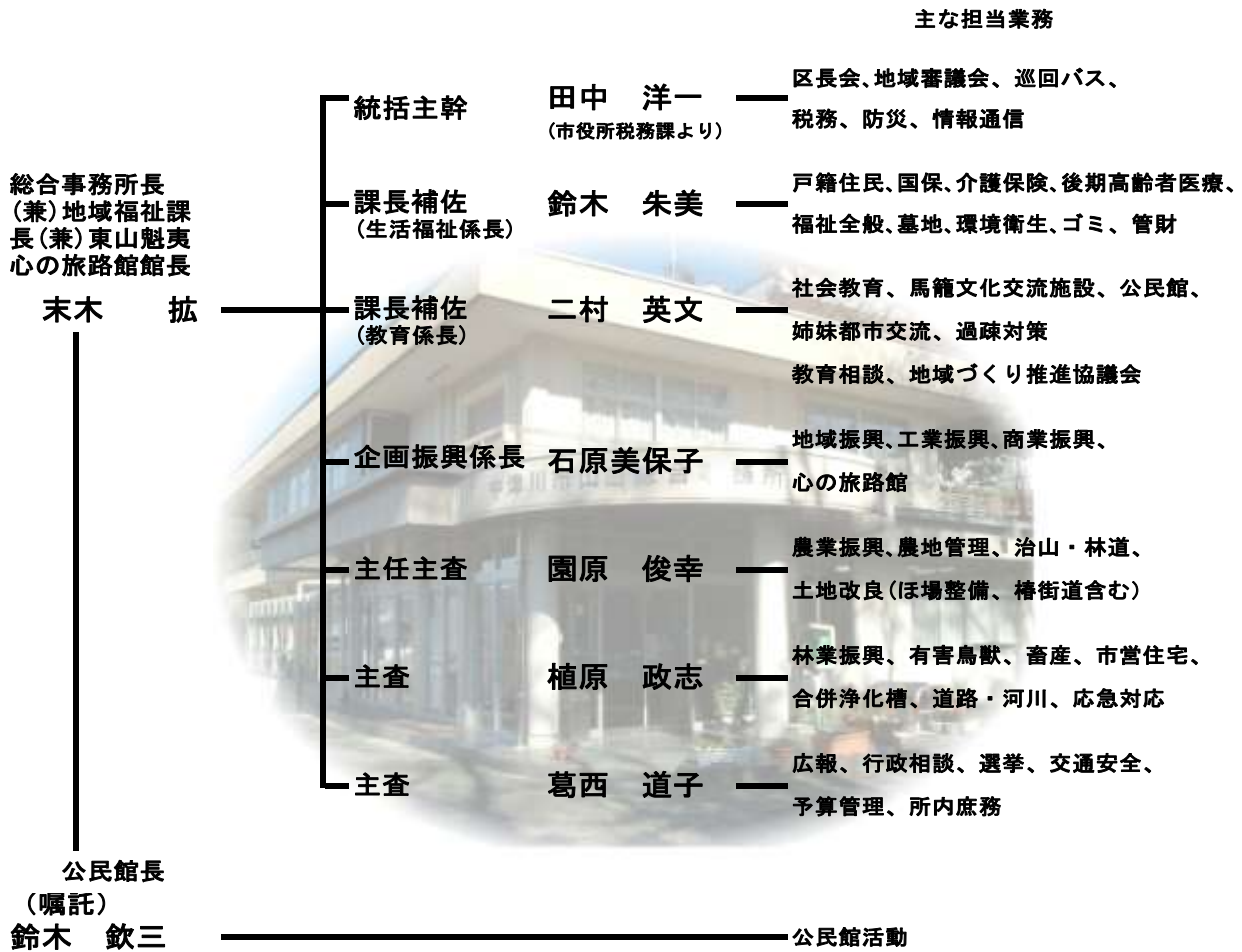 主な担当業務
総合事務所長
(兼)地域福祉課
長(兼)東山魁夷
心の旅路館館長
末木　拡
統括主幹　田中　洋一
(市役所税務課より)
区長会、地域審議会、巡回バス、
税務、防災、情報通信
課長補佐　鈴木　朱美
(生活福祉係長)
戸籍住民、国保、介護保険、後期高齢者医療、
福祉全般、墓地、環境衛生、ゴミ、管財
課長補佐　二村　英文
(教育係長)
社会教育、馬籠文化交流施設、公民館、
姉妹都市交流、過疎対策
教育相談、地域づくり推進協議会
企画振興係長　石原美保子
地域振興、工業振興、商業振興、
心の旅路館
主任主査　園原　俊幸
農業振興、農地管理、治山・林道、
土地改良(ほ場整備、椿街道含む)
主査　植原　政志
林業振興、有害鳥獣、畜産、市営住宅、
合併浄化槽、道路・河川、応急対応
主査　葛西　道子
広報、行政相談、選挙、交通安全、
予算管理、所内庶務
公民館長
(嘱託)
鈴木　欽三
公民館活動